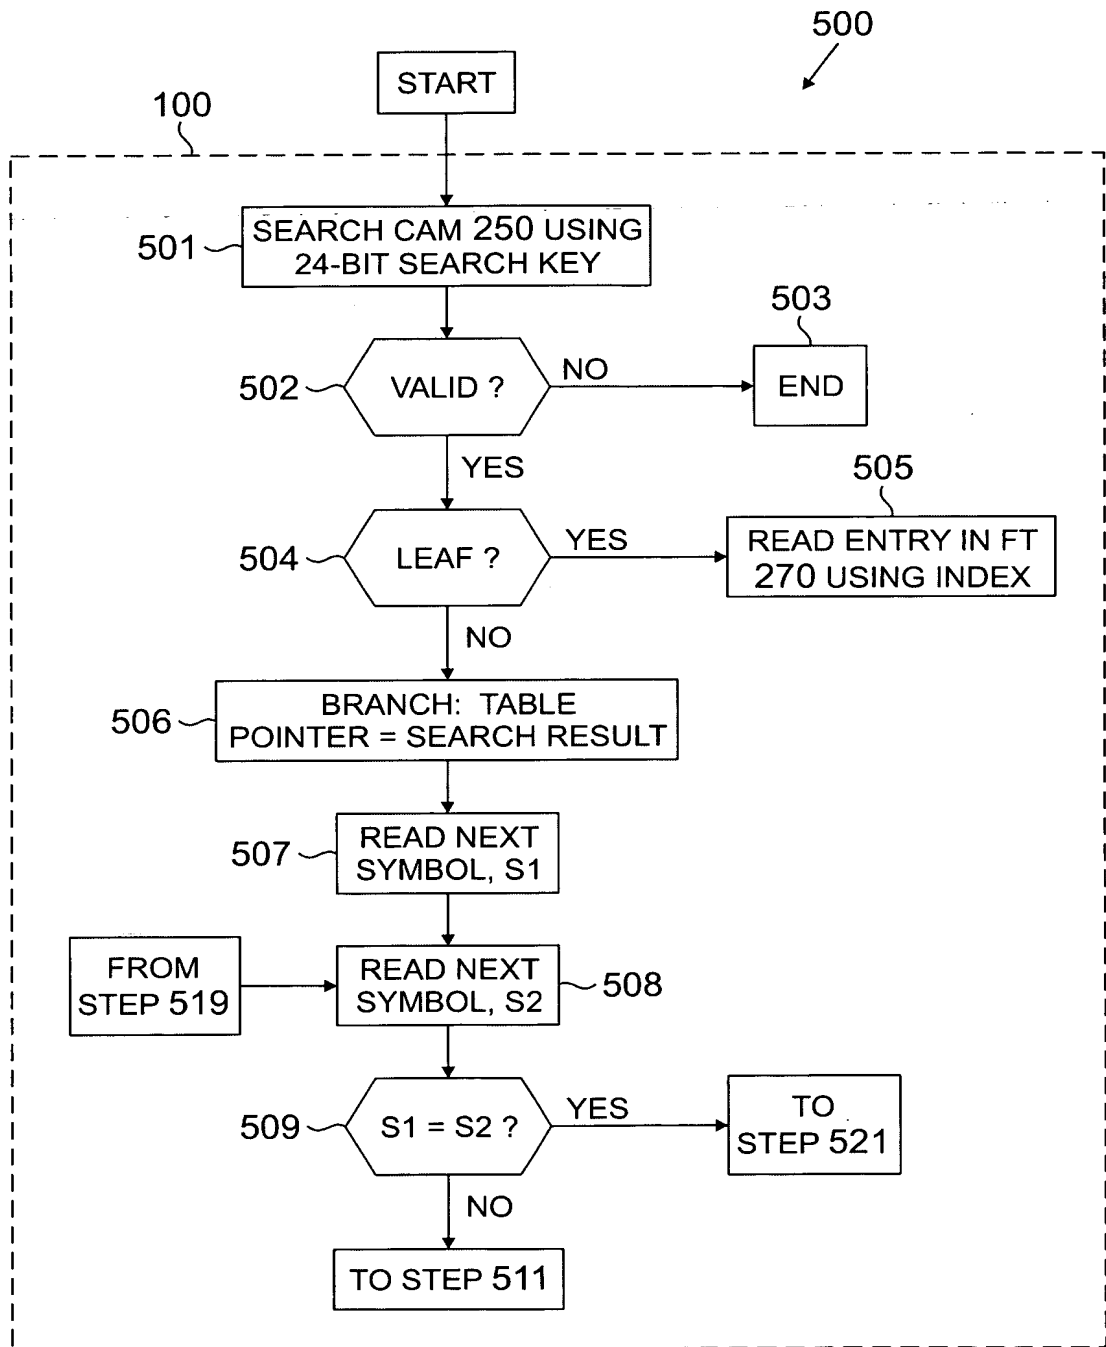 500
START
100
501
SEARCH CAM 250 USING
24-BIT SEARCH KEY
503
502
VALID ?
NO
END
YES
505
504
LEAF ?
YES
READ ENTRY IN FT
270 USING INDEX
NO
506
BRANCH: TABLE
POINTER = SEARCH RESULT
507
READ NEXT
SYMBOL, S1
FROM
STEP 519
READ NEXT
SYMBOL, S2
508
509
S1 = S2 ?
YES
TO
STEP 521
NO
TO STEP 511